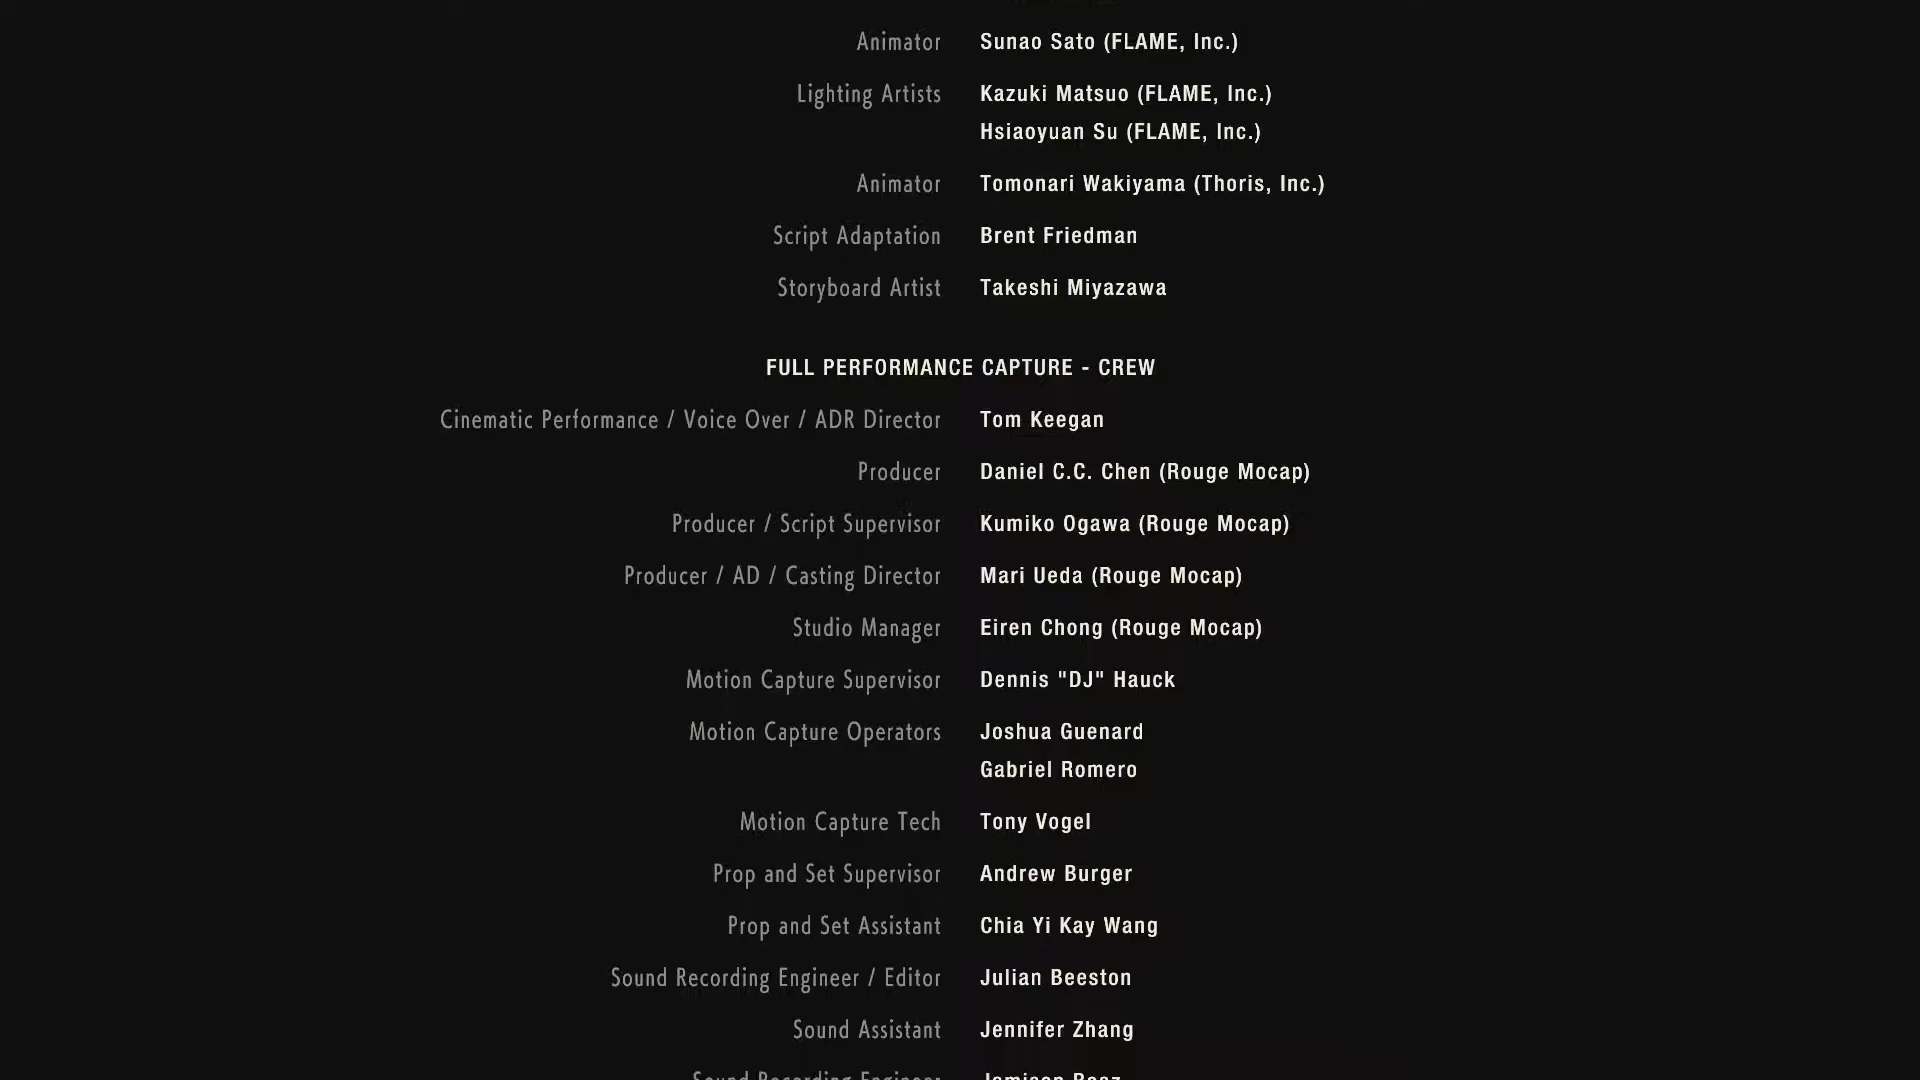 Animator Sunao Sato (FLAME, Inc.)
Lighting Artists Kazuki Matsuo (FLAME, Inc.)
Hsiaoyuan Su (FLAME, Inc.)
Animator Tomonari Wakiyama (Thoris, Inc.)
Script Adaptation Brent Friedman
Storyboard Artist Takeshi Miyazawa
FULL PERFORMANCE CAPTURE - CREW
Cinematic Performance / Voice Over / ADR Director Tom Keegan
Producer Daniel C.C. Chen (Rouge Mocap)
Producer / Script Supervisor Kumiko Ogawa (Rouge Mocap)
Producer / AD / Casting Director Mari Ueda (Rouge Mocap)
Studio Manager Eiren Chong (Rouge Mocap)
Motion Capture Supervisor Dennis "DJ" Hauck
Motion Capture Operators Joshua Guenard
Gabriel Romero
Motion Capture Tech Tony Vogel
Prop and Set Supervisor Andrew Burger
Prop and Set Assistant Chia Yi Kay Wang
Sound Recording Engineer / Editor Julian Beeston
Sound Assistant Jennifer Zhang
Sound Recording Engineer